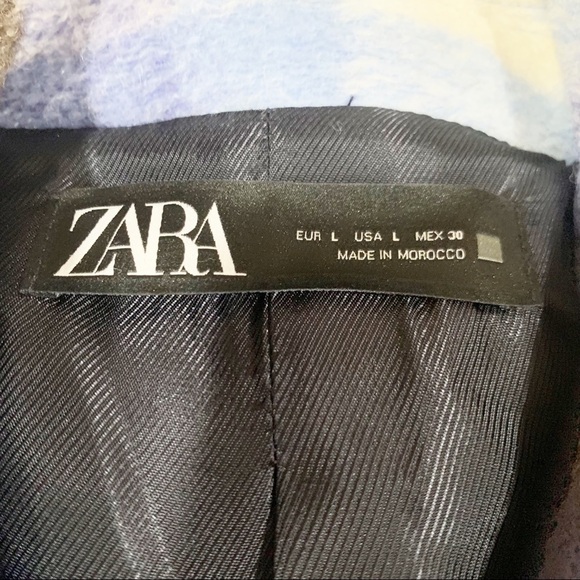 ZARA
EUR L USA L MEX 30
MADE IN MOROCCO